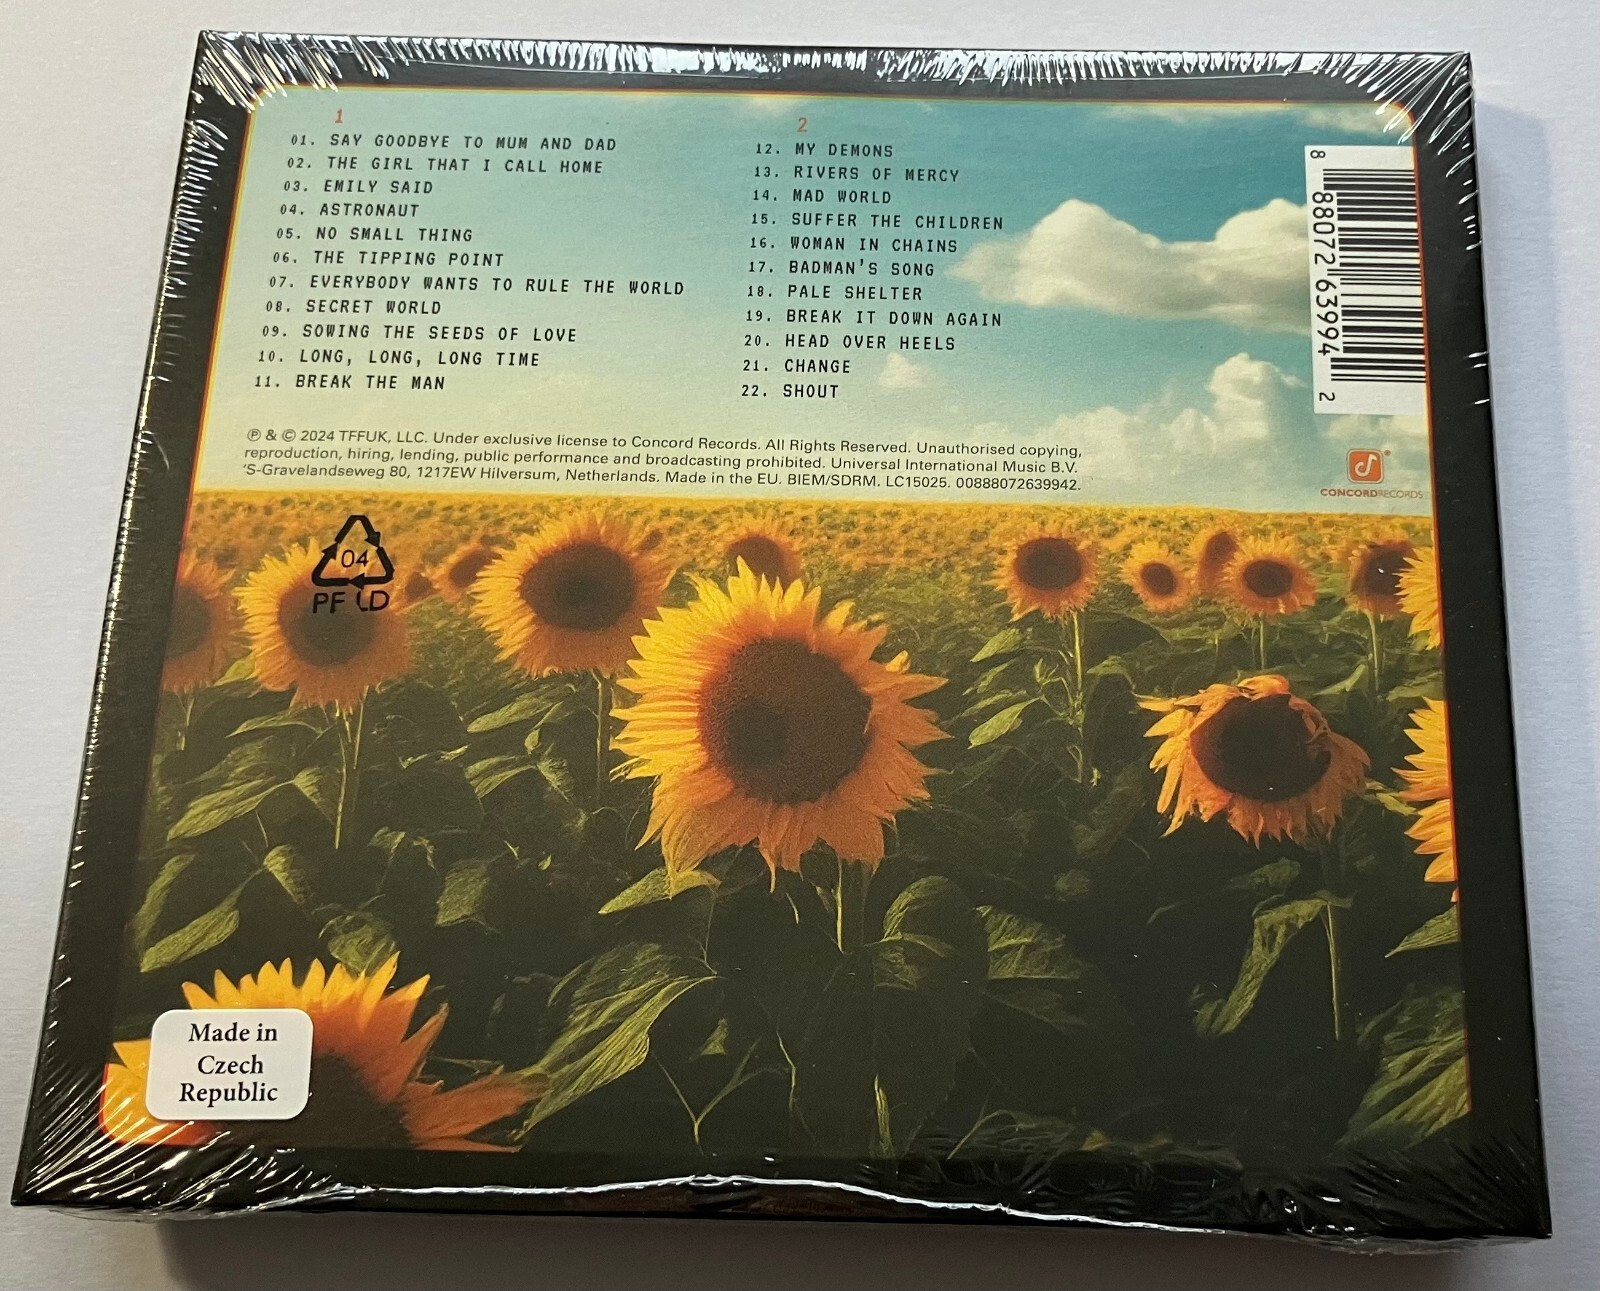 1
01. SAY GOODBYE TO MUM AND DAD
02. THE GIRL THAT I CALL HOME
03. EMILY SAID
04. ASTRONAUT
05. NO SMALL THING
06. THE TIPPING POINT
07. EVERYBODY WANTS TO RULE THE WORLD
08. SECRET WORLD
09. SOWING THE SEEDS OF LOVE
10. LONG, LONG, LONG TIME
11. BREAK THE MAN
2
12. MY DEMONS
13. RIVERS OF MERCY
14. MAD WORLD
15. SUFFER THE CHILDREN
16. WOMAN IN CHAINS
17. BADMAN'S SONG
18. PALE SHELTER
19. BREAK IT DOWN AGAIN
20. HEAD OVER HEELS
21. CHANGE
22. SHOUT
8 88072 63994 2
℗ & © 2024 TFFUK, LLC. Under exclusive license to Concord Records. All Rights Reserved. Unauthorised copying,
reproduction, hiring, lending, public performance and broadcasting prohibited. Universal International Music B.V.
'S-Gravelandseweg 80, 1217EW Hilversum, Netherlands. Made in the EU. BIEM/SDRM. LC15025. 00888072639942.
CONCORDRECORDS
04
Made in
Czech
Republic